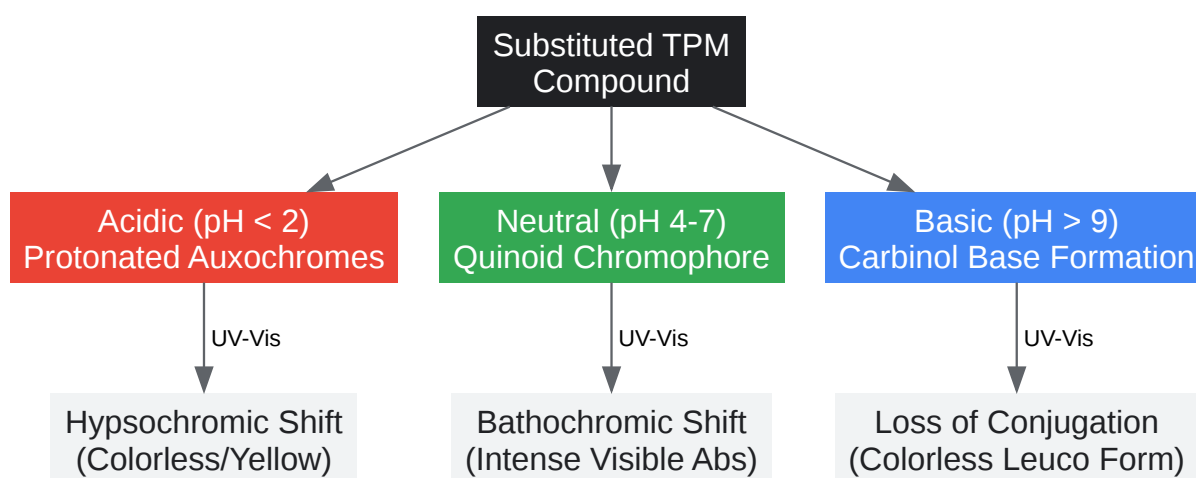 Substituted TPM
Compound
Acidic (pH < 2)
Protonated Auxochromes
Neutral (pH 4-7)
Quinoid Chromophore
Basic (pH > 9)
Carbinol Base Formation
UV-Vis
UV-Vis
UV-Vis
Hypsochromic Shift
(Colorless/Yellow)
Bathochromic Shift
(Intense Visible Abs)
Loss of Conjugation
(Colorless Leuco Form)